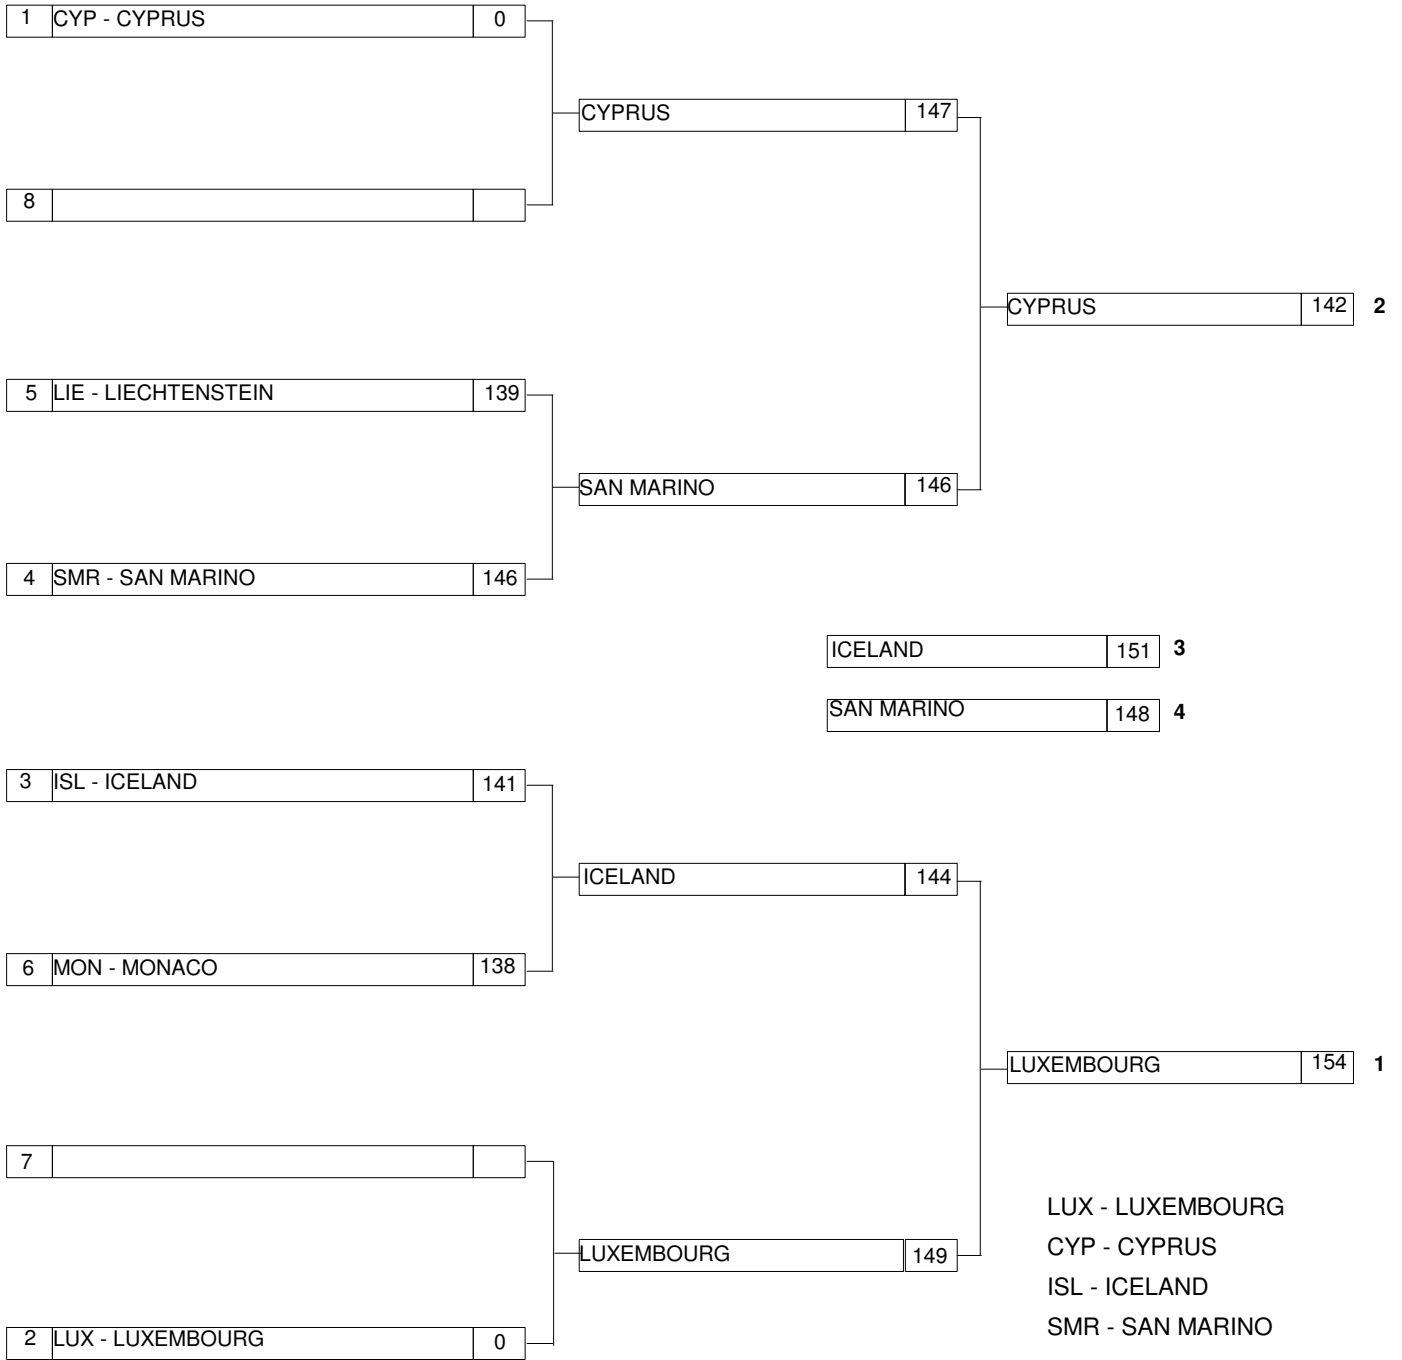 1 CYP - CYPRUS 0
CYPRUS 147
8
CYPRUS 142 2
5 LIE - LIECHTENSTEIN 139
SAN MARINO 146
4 SMR - SAN MARINO 146
ICELAND 151 3
SAN MARINO 148 4
3 ISL - ICELAND 141
ICELAND 144
6 MON - MONACO 138
LUXEMBOURG 154 1
7
LUX - LUXEMBOURG
CYP - CYPRUS
LUXEMBOURG 149
ISL - ICELAND
SMR - SAN MARINO
2 LUX - LUXEMBOURG 0